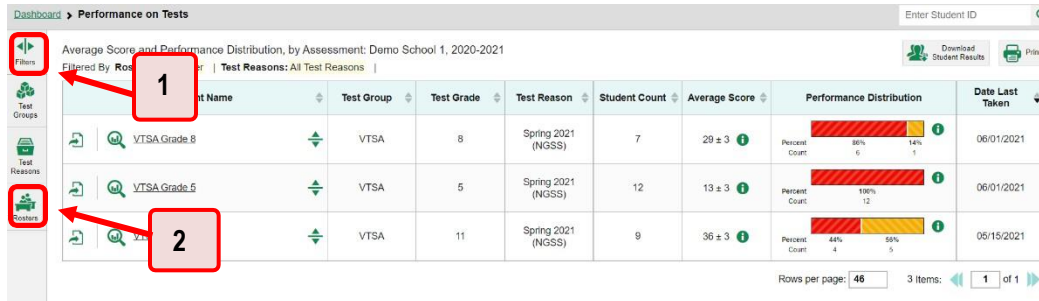 Dashboard > Performance on Tests
Enter Student ID
Filters
Average Score and Performance Distribution, by Assessment: Demo School 1, 2020-2021
Download Student Results
Print
Filtered By | Test Reasons: All Test Reasons |
1
Test Groups
Name
Test Group
Test Grade
Test Reason
Student Count
Average Score
Performance Distribution
Date Last Taken
VTSA Grade 8
VTSA
8
Spring 2021 (NGSS)
7
29 ± 3
Percent 86% 14%
Count 6 1
06/01/2021
Test Reasons
VTSA Grade 5
VTSA
5
Spring 2021 (NGSS)
12
13 ± 3
Percent 100%
Count 12
06/01/2021
Rosters
2
VTSA
11
Spring 2021 (NGSS)
9
36 ± 3
Percent 44% 56%
Count 4 5
05/15/2021
Rows per page: 46
3 Items:
1 of 1